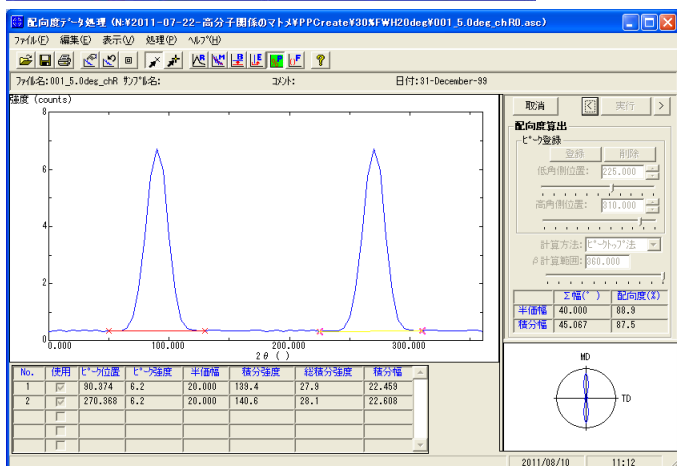 配向度ﾃﾞｰﾀ処理 (N:¥2011-07-22-高分子関係のマトメ¥PPCreate¥30%FWH20deg¥001_5.0deg_chR0.asc)
ﾌｧｲﾙ(F) 編集(E) 表示(V) 処理(P) ﾍﾙﾌﾟ(H)
ﾌｧｲﾙ名:001_5.0deg_chR ｻﾝﾌﾟﾙ名: ｺﾒﾝﾄ: 日付:31-December-99
強度 (counts)
8
6
4
2
0
0.000 100.000 200.000 300.000
2θ ( )
取消 < 実行 >
配向度算出
ﾋﾟｰｸ登録
登録 削除
低角側位置: 225.000
高角側位置: 310.000
計算方法: ﾋﾟｰｸﾄｯﾌﾟ法
β計算範囲: 360.000
Σ幅(°) 配向度(%)
半価幅 40.000 88.9
積分幅 45.067 87.5
No. 使用 ﾋﾟｰｸ位置 ﾋﾟｰｸ強度 半価幅 積分強度 総積分強度 積分幅
1 90.374 6.2 20.000 139.4 27.9 22.459
2 270.368 6.2 20.000 140.6 28.1 22.608
MD
TD
2011/08/10 11:12